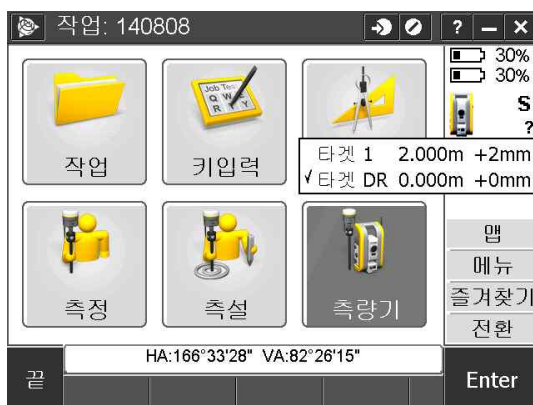 작업: 140808
? – ×
30%
30%
S
?
Job Te
Q W E
R T Y
작업
키입력
타겟 1 2.000m +2mm
✓타겟 DR 0.000m +0mm
측정
측설
측량기
맵
메뉴
즐겨찾기
전환
HA:166°33'28" VA:82°26'15"
끝
Enter